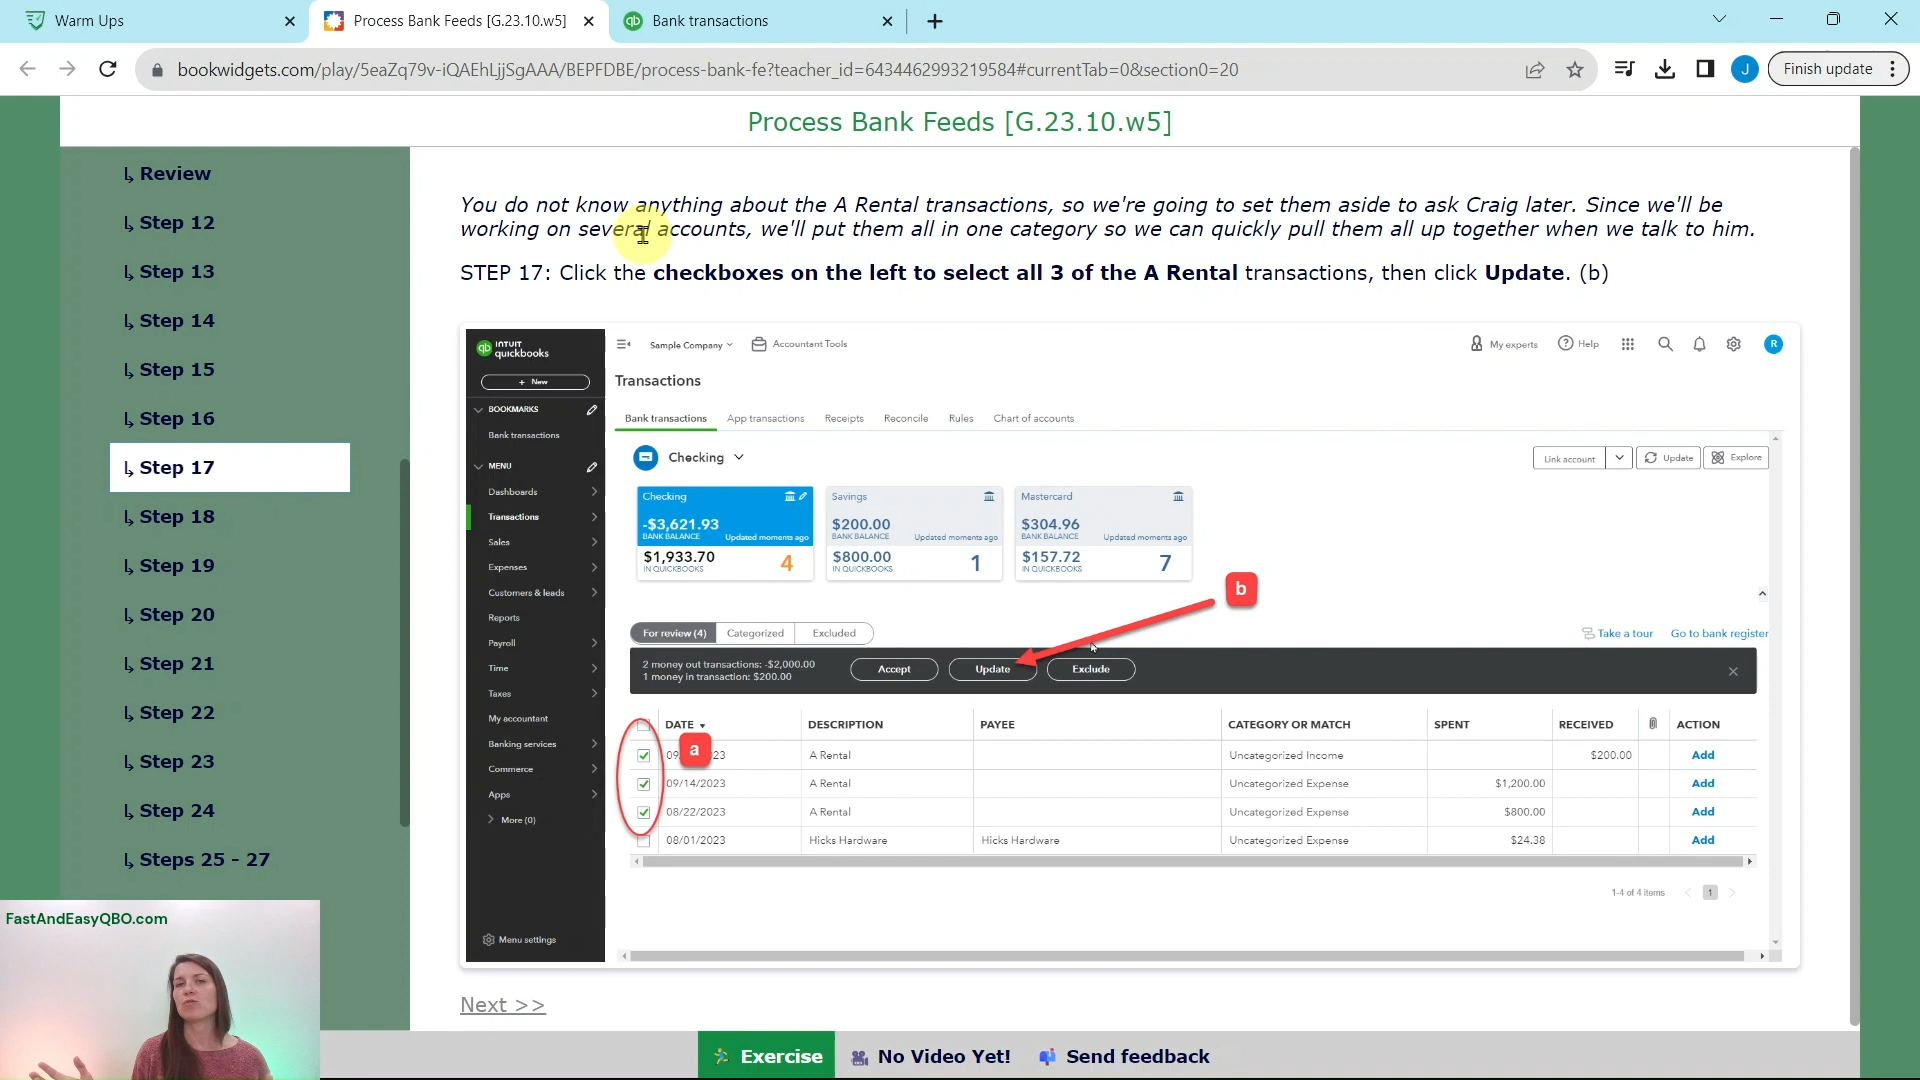 Warm Ups
Process Bank Feeds [G.23.10.w5]
Bank transactions
bookwidgets.com/play/5eaZq79v-iQAEhLjjSgAAA/BEPFDBE/process-bank-fe?teacher_id=6434462993219584#currentTab=0&section0=20
J
Finish update
Process Bank Feeds [G.23.10.w5]
↳ Review
↳ Step 12
↳ Step 13
↳ Step 14
↳ Step 15
↳ Step 16
↳ Step 17
↳ Step 18
↳ Step 19
↳ Step 20
↳ Step 21
↳ Step 22
↳ Step 23
↳ Step 24
↳ Steps 25 - 27
You do not know anything about the A Rental transactions, so we're going to set them aside to ask Craig later. Since we'll be
working on several accounts, we'll put them all in one category so we can quickly pull them all up together when we talk to him.
STEP 17: Click the checkboxes on the left to select all 3 of the A Rental transactions, then click Update. (b)
qb INTUIT quickbooks
Sample Company
Accountant Tools
My experts
Help
R
+ New
BOOKMARKS
Bank transactions
MENU
Dashboards
Transactions
Sales
Expenses
Customers & leads
Reports
Payroll
Time
Taxes
My accountant
Banking services
Commerce
Apps
More (0)
Menu settings
Transactions
Bank transactions App transactions Receipts Reconcile Rules Chart of accounts
Checking
Link account Update Explore
Checking
-$3,621.93
BANK BALANCE Updated moments ago
$1,933.70 4
IN QUICKBOOKS
Savings
$200.00
BANK BALANCE Updated moments ago
$800.00 1
IN QUICKBOOKS
Mastercard
$304.96
BANK BALANCE Updated moments ago
$157.72 7
IN QUICKBOOKS
b
For review (4) Categorized Excluded
Take a tour Go to bank register
2 money out transactions: -$2,000.00
1 money in transaction: $200.00
Accept Update Exclude
DATE DESCRIPTION PAYEE CATEGORY OR MATCH SPENT RECEIVED ACTION
a
09/ 23 A Rental Uncategorized Income $200.00 Add
09/14/2023 A Rental Uncategorized Expense $1,200.00 Add
08/22/2023 A Rental Uncategorized Expense $800.00 Add
08/01/2023 Hicks Hardware Hicks Hardware Uncategorized Expense $24.38 Add
1-4 of 4 items 1
Next >>
FastAndEasyQBO.com
Exercise
No Video Yet!
Send feedback